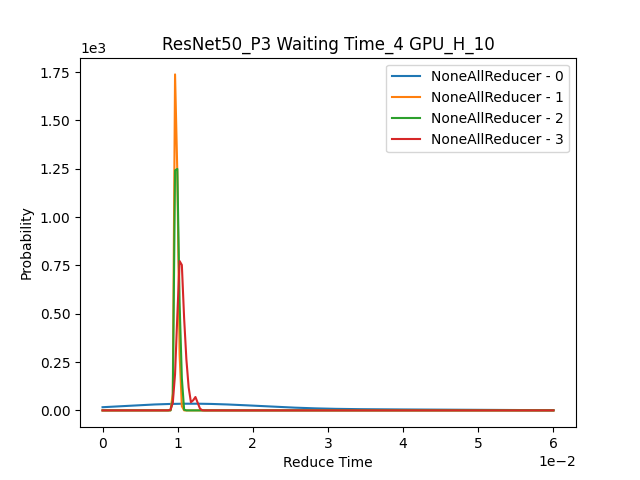 ResNet50_P3 Waiting Time_4 GPU_H_10
1e3
NoneAllReducer - 0
NoneAllReducer - 1
NoneAllReducer - 2
NoneAllReducer - 3
1.75
1.50
1.25
1.00
0.75
0.50
0.25
0.00
Probability
0 1 2 3 4 5 6
1e−2
Reduce Time